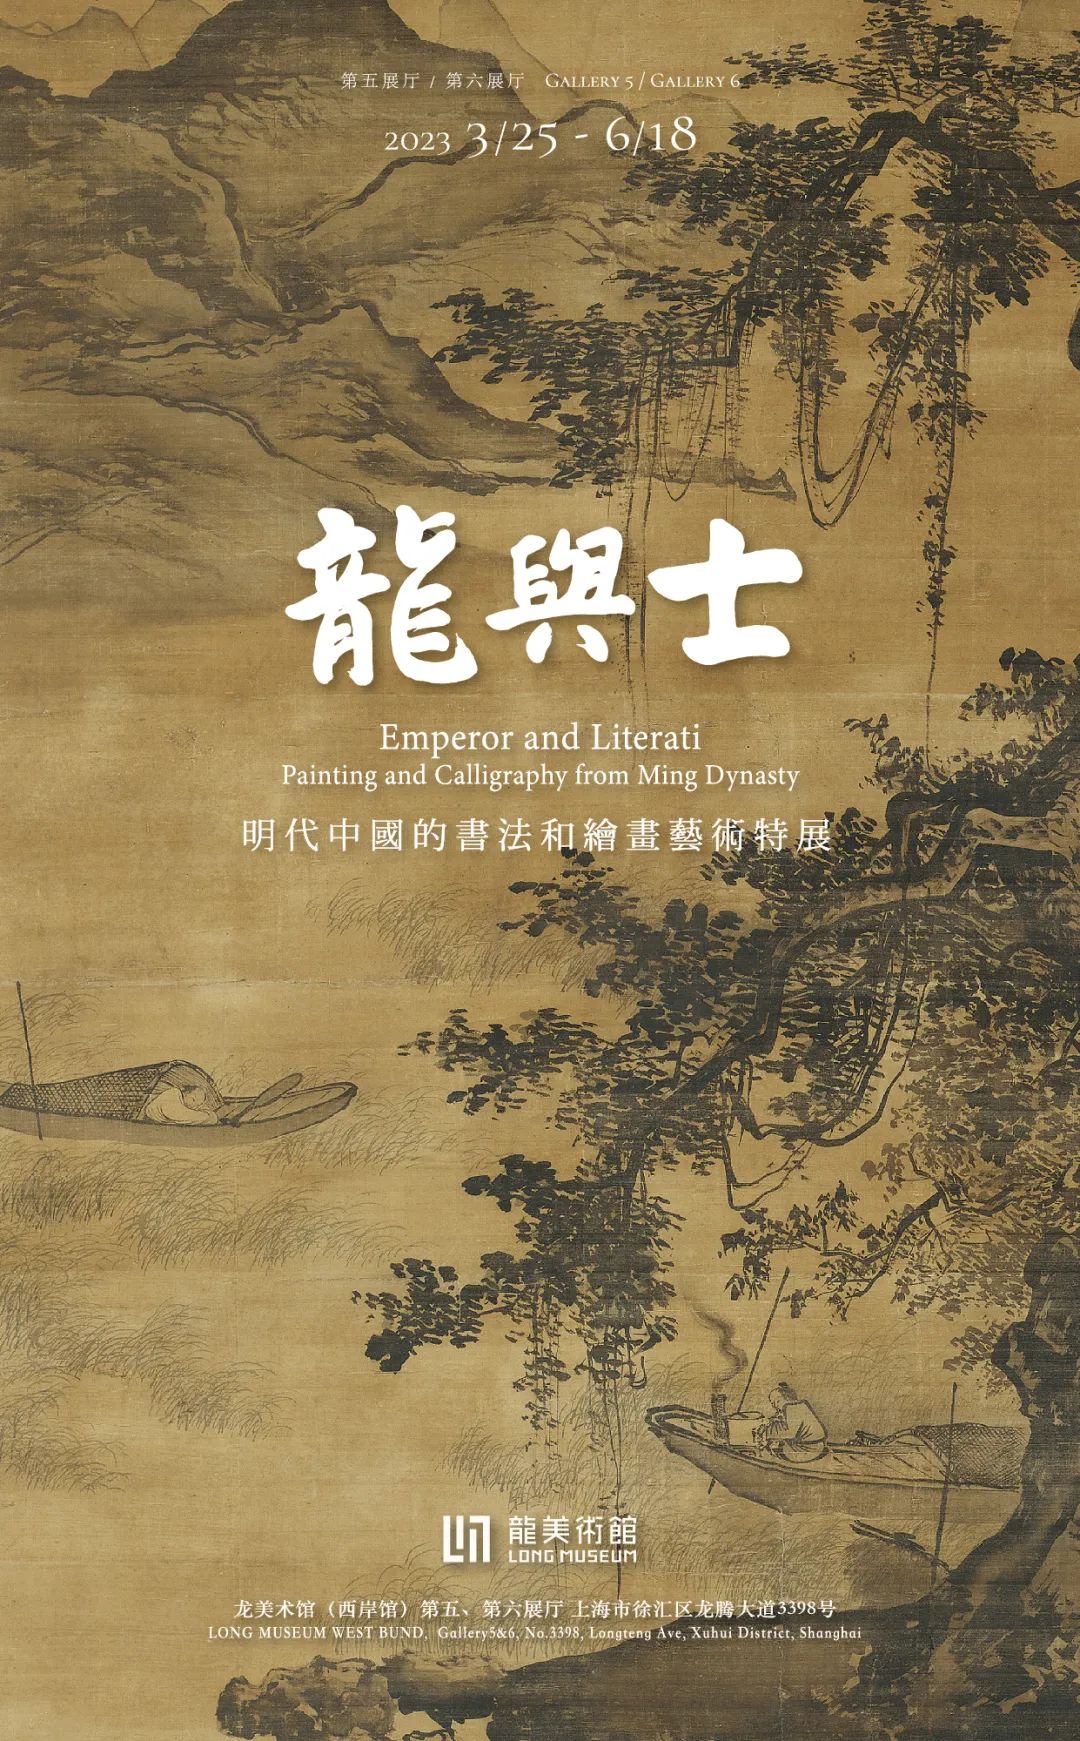 第五展厅 / 第六展厅 GALLERY 5 / GALLERY 6
2023 3/25 - 6/18
龍與士
Emperor and Literati
Painting and Calligraphy from Ming Dynasty
明代中國的書法和繪畫藝術特展
龍美術館
LONG MUSEUM
龙美术馆（西岸馆）第五、第六展厅 上海市徐汇区龙腾大道3398号
LONG MUSEUM WEST BUND, Gallery5&6, No.3398, Longteng Ave, Xuhui District, Shanghai